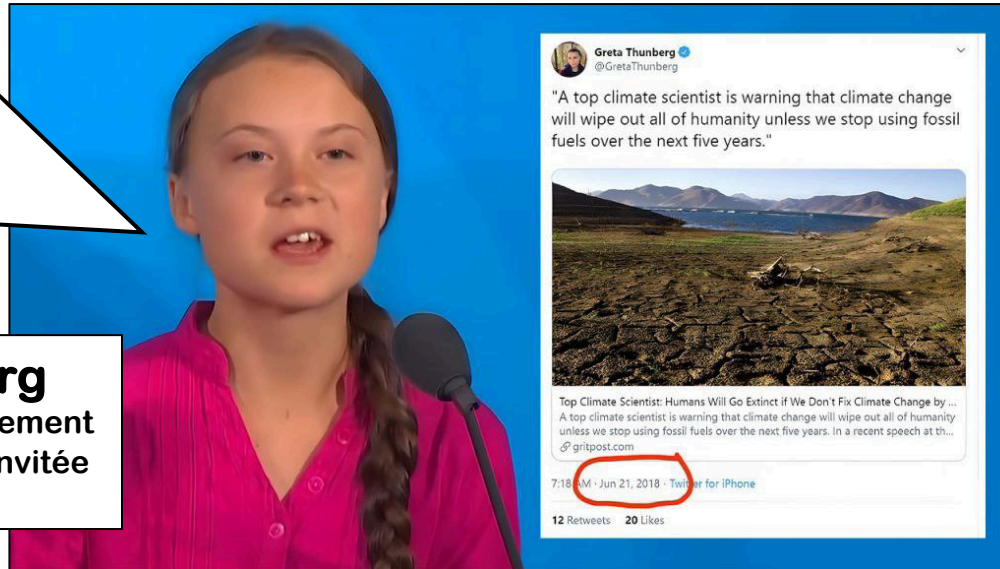 rg
ement
nvitée
Greta Thunberg
@GretaThunberg
"A top climate scientist is warning that climate change
will wipe out all of humanity unless we stop using fossil
fuels over the next five years."
Top Climate Scientist: Humans Will Go Extinct if We Don't Fix Climate Change by ...
A top climate scientist is warning that climate change will wipe out all of humanity
unless we stop using fossil fuels over the next five years. In a recent speech at th...
gritpost.com
7:18 AM · Jun 21, 2018 · Twitter for iPhone
12 Retweets 20 Likes